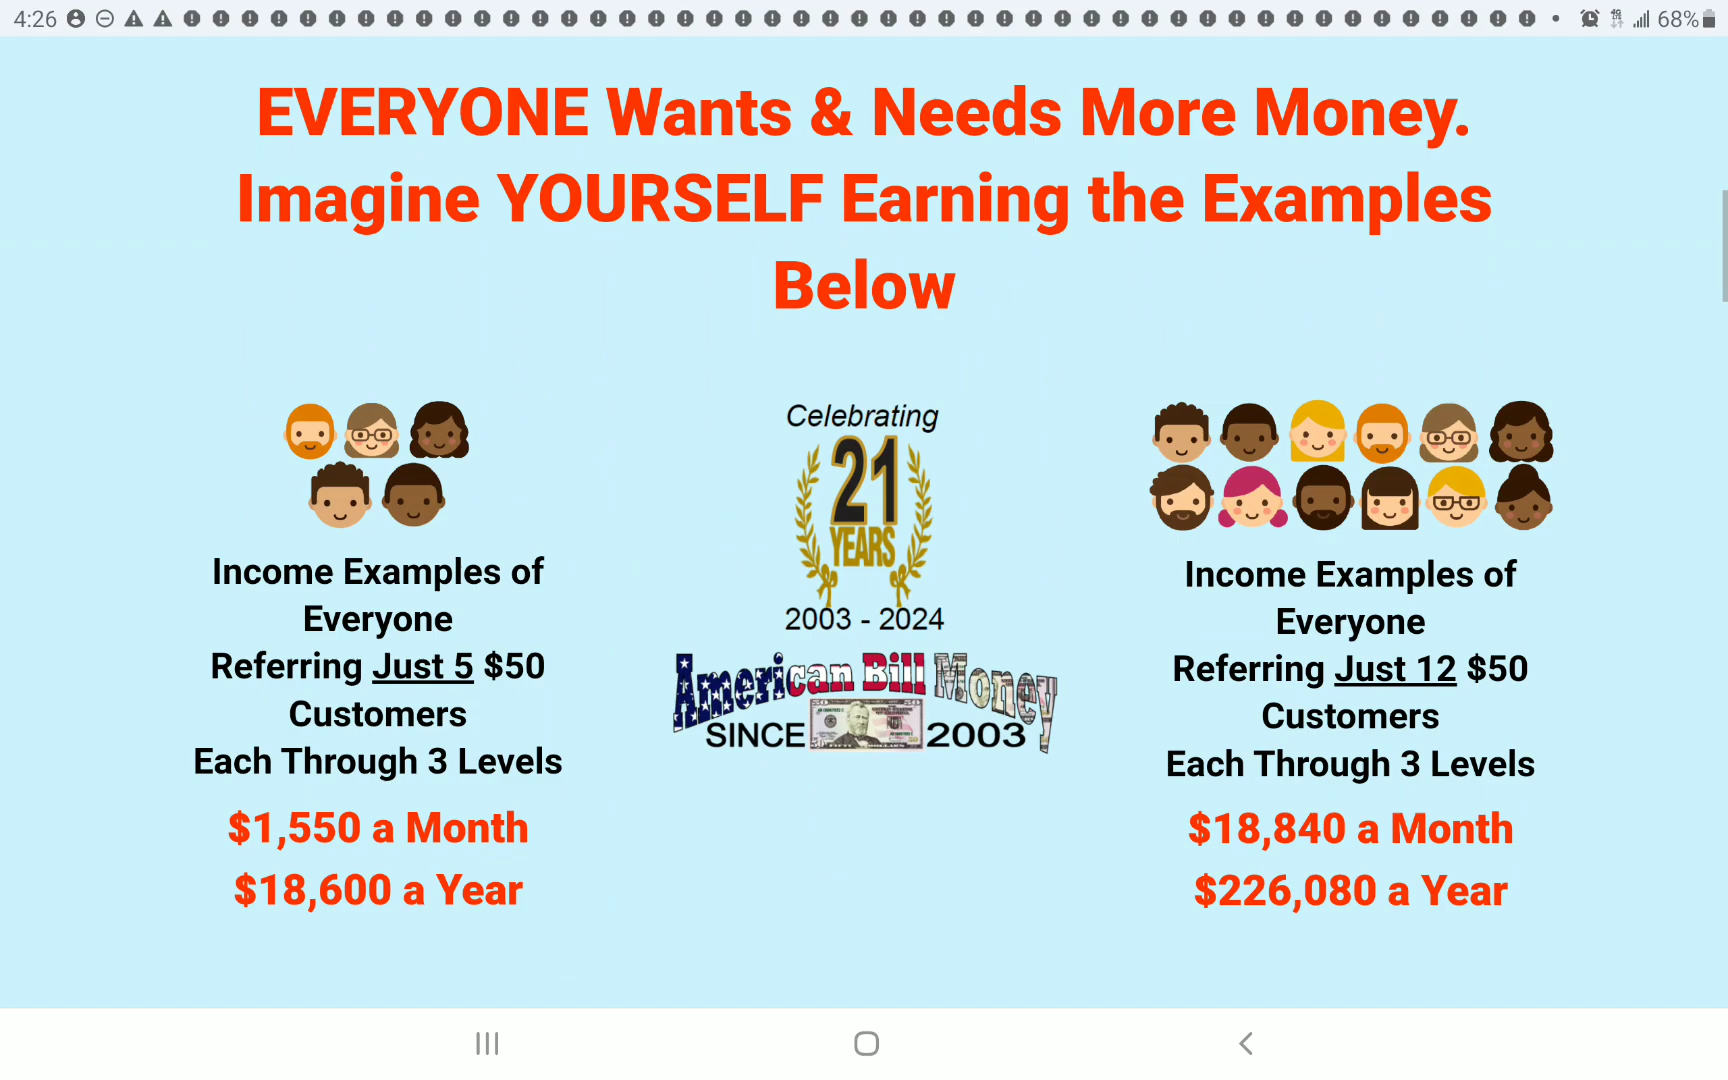 4:26
68%
EVERYONE Wants & Needs More Money.
Imagine YOURSELF Earning the Examples
Below
Income Examples of
Everyone
Referring Just 5 $50
Customers
Each Through 3 Levels
$1,550 a Month
$18,600 a Year
Celebrating
21
YEARS
2003 - 2024
American Bill Money
SINCE 2003
Income Examples of
Everyone
Referring Just 12 $50
Customers
Each Through 3 Levels
$18,840 a Month
$226,080 a Year